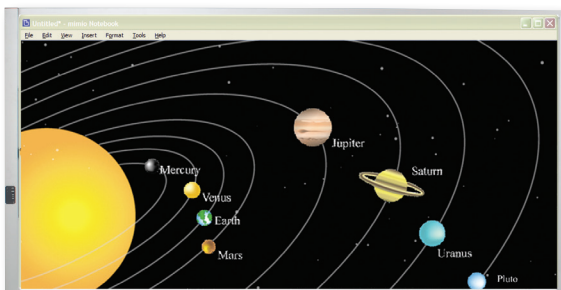 Untitled* - mimio Notebook
File Edit View Insert Format Tools Help
Jupiter
Mercury
Saturn
Venus
Earth
Mars
Uranus
Pluto